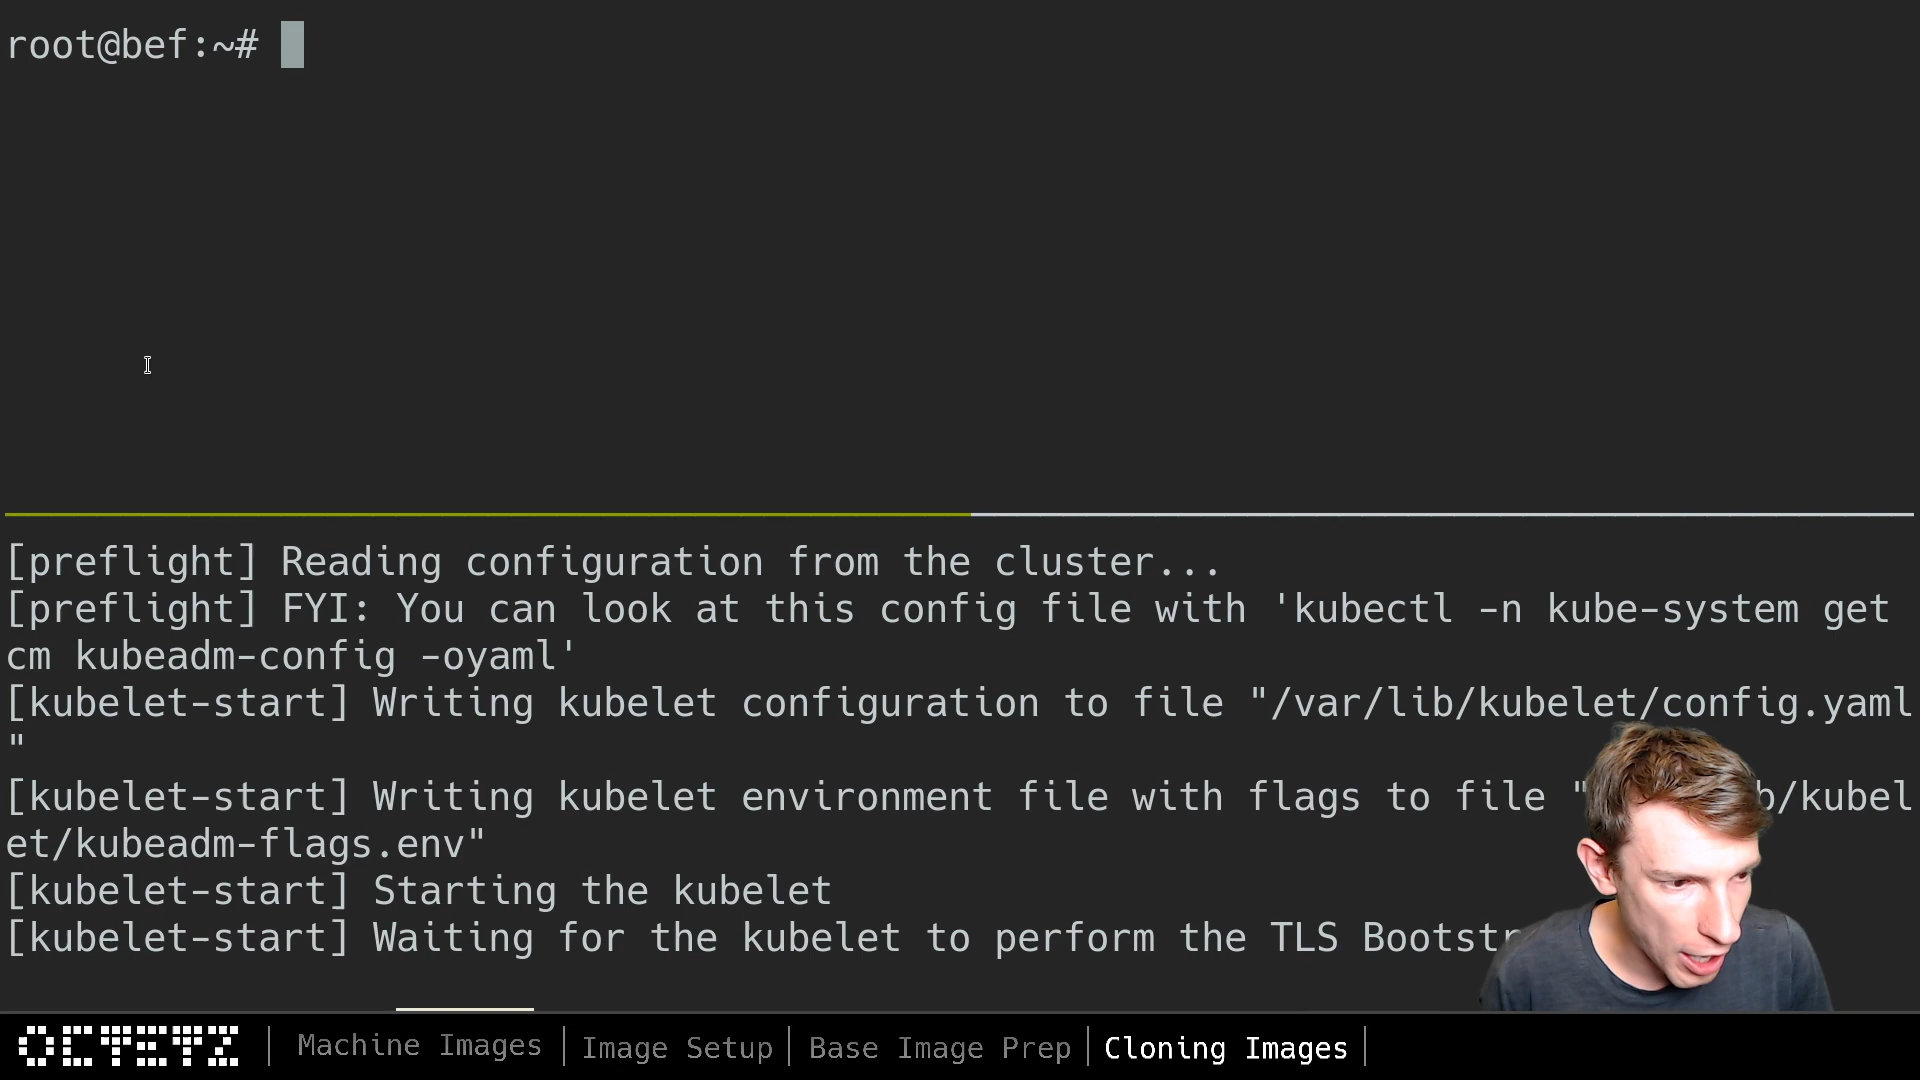 root@bef:~#
[preflight] Reading configuration from the cluster...
[preflight] FYI: You can look at this config file with 'kubectl -n kube-system get
cm kubeadm-config -oyaml'
[kubelet-start] Writing kubelet configuration to file "/var/lib/kubelet/config.yaml
"
[kubelet-start] Writing kubelet environment file with flags to file " b/kubel
et/kubeadm-flags.env"
[kubelet-start] Starting the kubelet
[kubelet-start] Waiting for the kubelet to perform the TLS Bootstr
OCTETZ | Machine Images | Image Setup | Base Image Prep | Cloning Images |